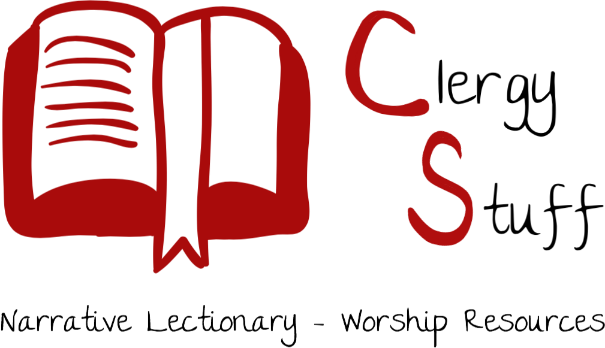 Clergy
Stuff
Narrative Lectionary - Worship Resources